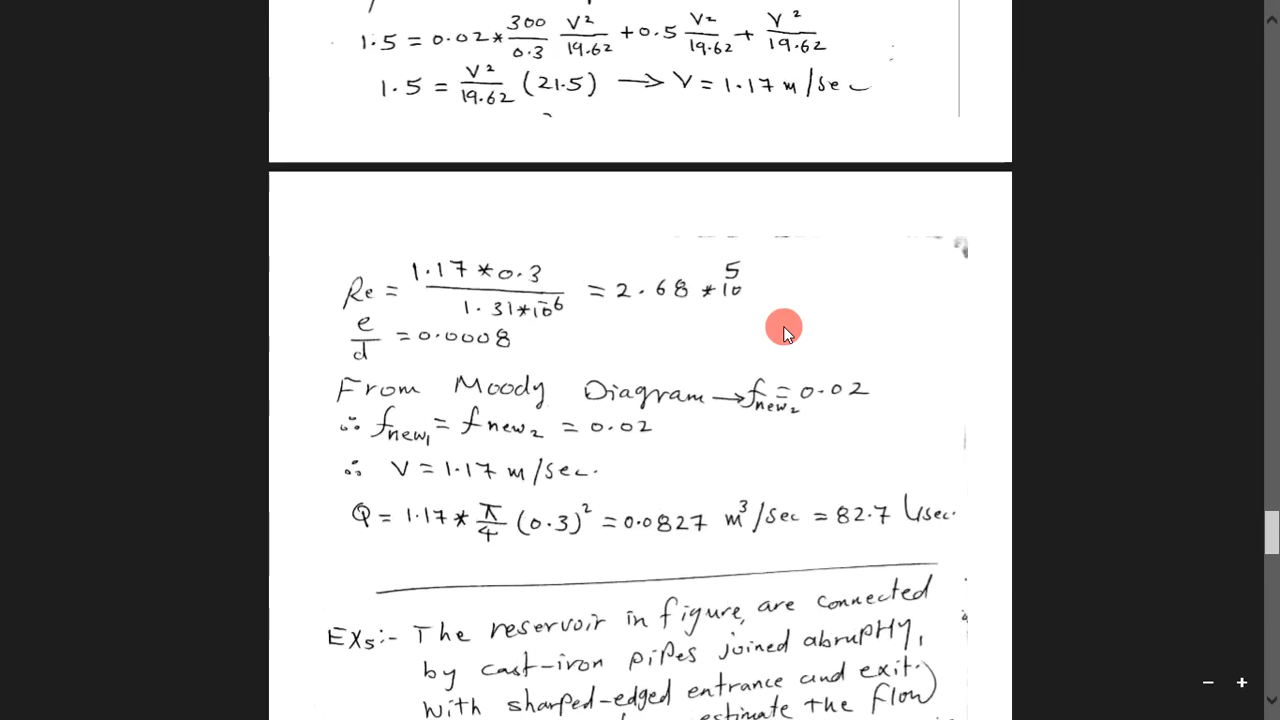 1.5 = 0.02 * 300/0.3 V²/19.62 + 0.5 V²/19.62 + V²/19.62
1.5 = V²/19.62 (21.5) → V = 1.17 m/sec
Re = 1.17 * 0.3 / 1.31*10⁻⁶ = 2.68 * 10⁵
e/d = 0.0008
From Moody Diagram → f new₂ = 0.02
∴ f new₁ = f new₂ = 0.02
∴ V = 1.17 m/sec.
Q = 1.17 * π/4 (0.3)² = 0.0827 m³/sec = 82.7 L/sec.
EX5:- The reservoir in figure, are connected
by cast-iron pipes joined abruptly,
with sharped-edged entrance and exit.
estimate the flow